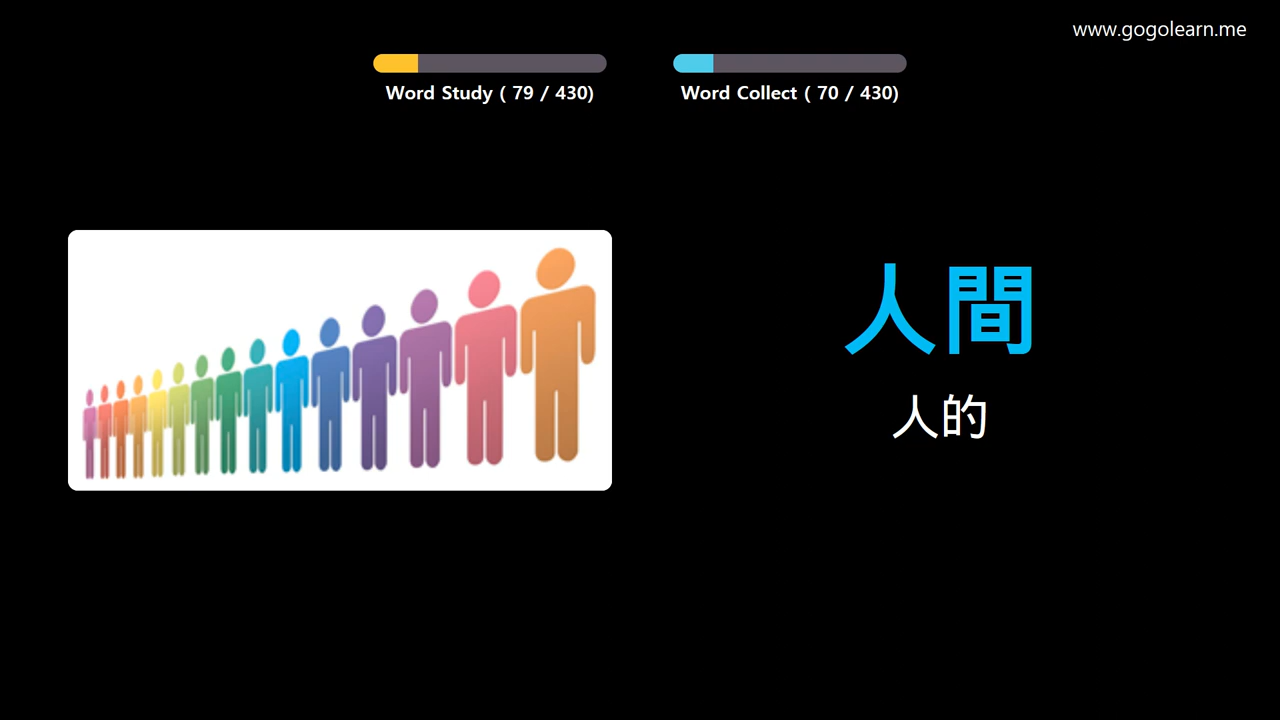 www.gogolearn.me
Word Study ( 79 / 430)
Word Collect ( 70 / 430)
人間
人的